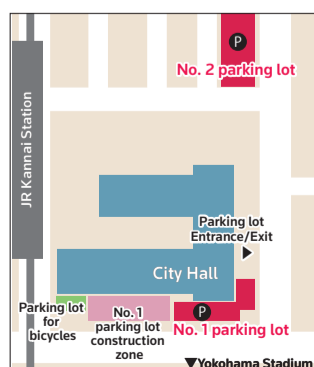 P
No. 2 parking lot
JR Kannai Station
Parking lot
Entrance/Exit
City Hall
Parking lot
for
bicycles
No. 1
parking lot
construction
zone
P
No. 1 parking lot
▼Yokohama Stadium